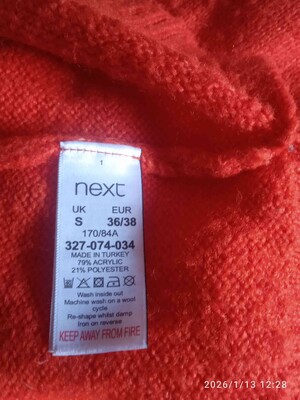 1
next
UK EUR
S 36/38
170/84A
327-074-034
MADE IN TURKEY
79% ACRYLIC
21% POLYESTER
Wash inside out
Machine wash on a wool
cycle
Re-shape whilst damp
Iron on reverse
KEEP AWAY FROM FIRE
2026/1/13 12:28